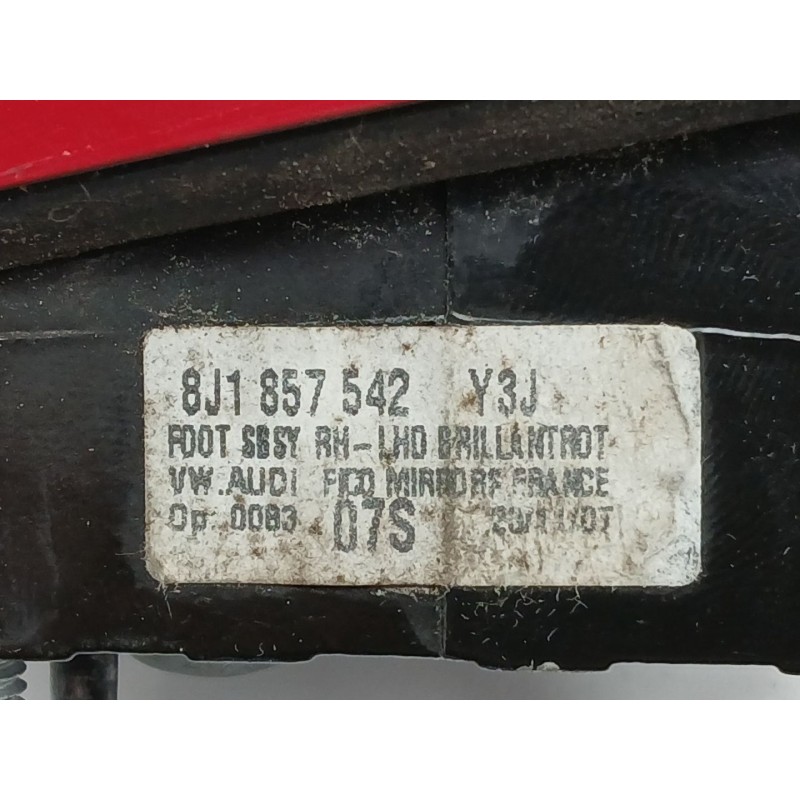 8J1 857 542 Y3J
FOOT SBSY RH-LHD BRILLANTROT
VW.AUDI FICO MIRRORS FRANCE
Op 0083 07S